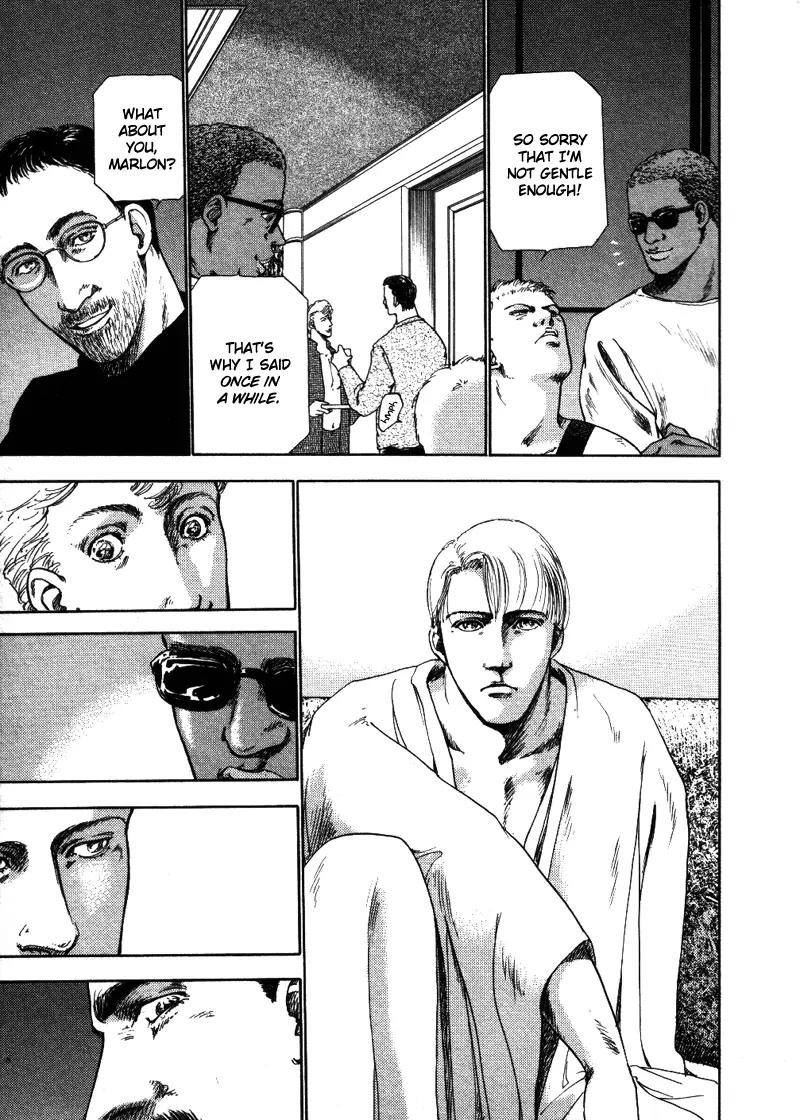 SO SORRY
THAT I'M
NOT GENTLE
ENOUGH!
THAT'S
WHY I SAID
ONCE IN
A WHILE.
WHAT
ABOUT
YOU,
MARLON?